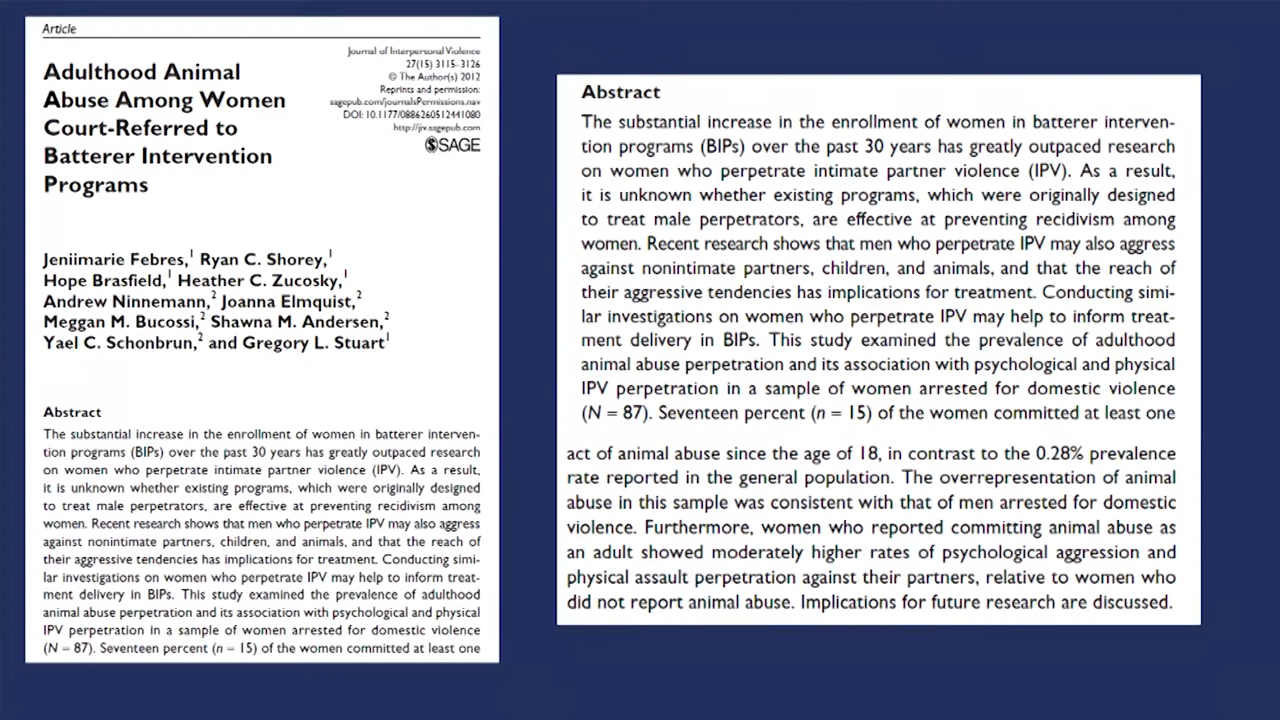 Article
Journal of Interpersonal Violence
27(15) 3115–3126
© The Author(s) 2012
Reprints and permission:
sagepub.com/journalsPermissions.nav
DOI: 10.1177/0886260512441080
http://jiv.sagepub.com
SAGE
Adulthood Animal
Abuse Among Women
Court-Referred to
Batterer Intervention
Programs
Jeniimarie Febres,1 Ryan C. Shorey,1
Hope Brasfield,1 Heather C. Zucosky,1
Andrew Ninnemann,2 Joanna Elmquist,2
Meggan M. Bucossi,2 Shawna M. Andersen,2
Yael C. Schonbrun,2 and Gregory L. Stuart1
Abstract
The substantial increase in the enrollment of women in batterer interven-
tion programs (BIPs) over the past 30 years has greatly outpaced research
on women who perpetrate intimate partner violence (IPV). As a result,
it is unknown whether existing programs, which were originally designed
to treat male perpetrators, are effective at preventing recidivism among
women. Recent research shows that men who perpetrate IPV may also aggress
against nonintimate partners, children, and animals, and that the reach of
their aggressive tendencies has implications for treatment. Conducting simi-
lar investigations on women who perpetrate IPV may help to inform treat-
ment delivery in BIPs. This study examined the prevalence of adulthood
animal abuse perpetration and its association with psychological and physical
IPV perpetration in a sample of women arrested for domestic violence
(N = 87). Seventeen percent (n = 15) of the women committed at least one
Abstract
The substantial increase in the enrollment of women in batterer interven-
tion programs (BIPs) over the past 30 years has greatly outpaced research
on women who perpetrate intimate partner violence (IPV). As a result,
it is unknown whether existing programs, which were originally designed
to treat male perpetrators, are effective at preventing recidivism among
women. Recent research shows that men who perpetrate IPV may also aggress
against nonintimate partners, children, and animals, and that the reach of
their aggressive tendencies has implications for treatment. Conducting simi-
lar investigations on women who perpetrate IPV may help to inform treat-
ment delivery in BIPs. This study examined the prevalence of adulthood
animal abuse perpetration and its association with psychological and physical
IPV perpetration in a sample of women arrested for domestic violence
(N = 87). Seventeen percent (n = 15) of the women committed at least one
act of animal abuse since the age of 18, in contrast to the 0.28% prevalence
rate reported in the general population. The overrepresentation of animal
abuse in this sample was consistent with that of men arrested for domestic
violence. Furthermore, women who reported committing animal abuse as
an adult showed moderately higher rates of psychological aggression and
physical assault perpetration against their partners, relative to women who
did not report animal abuse. Implications for future research are discussed.